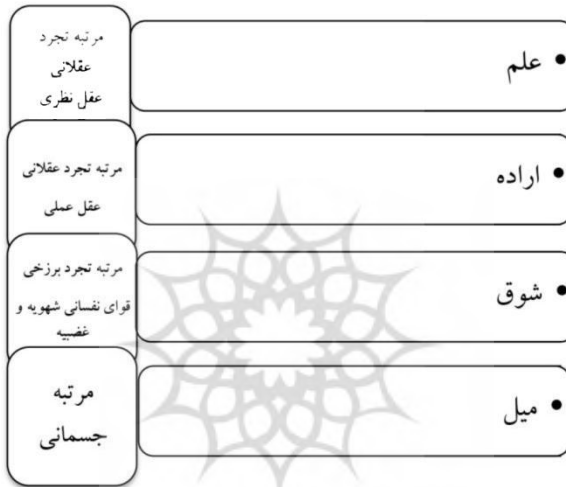 • علم
مرتبه تجرد
عقلانی
عقل نظری
• اراده
مرتبه تجرد عقلانی
عقل عملی
• شوق
مرتبه تجرد برزخی
قوای نفسانی شهویه و
غضبیه
• میل
مرتبه
جسمانی